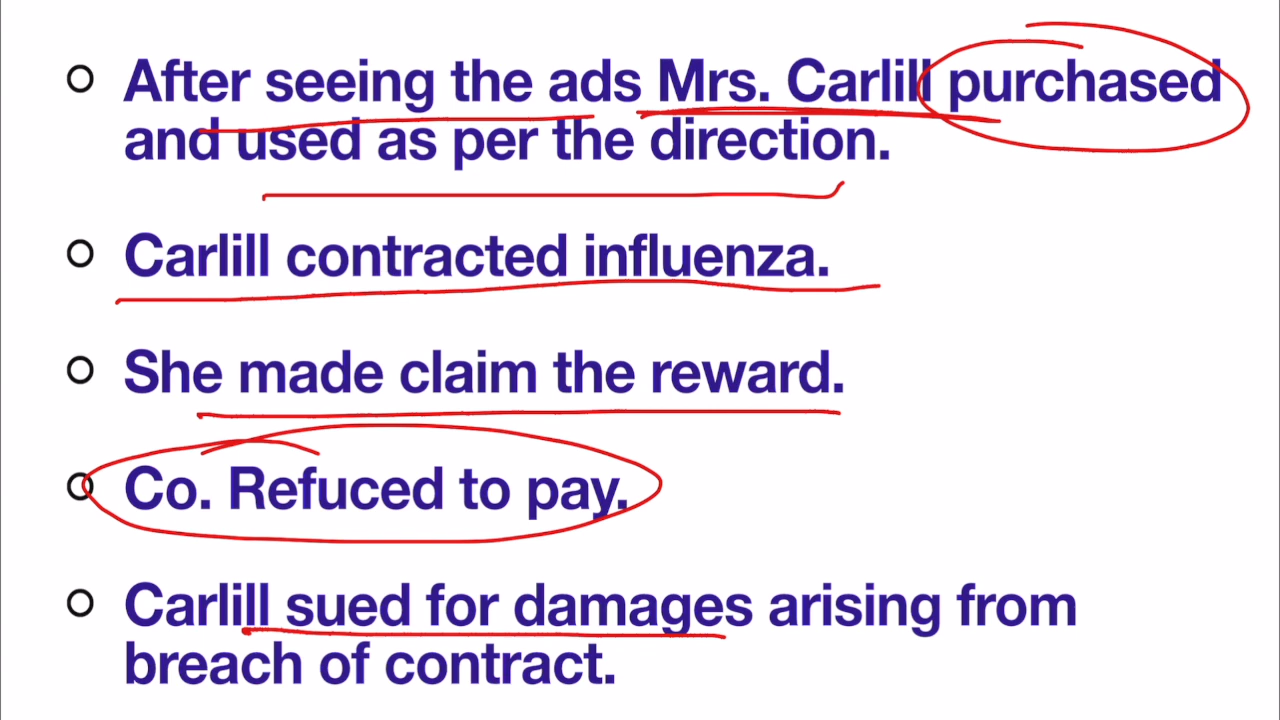 After seeing the ads Mrs. Carlill purchased
and used as per the direction.
Carlill contracted influenza.
She made claim the reward.
Co. Refuced to pay.
Carlill sued for damages arising from
breach of contract.